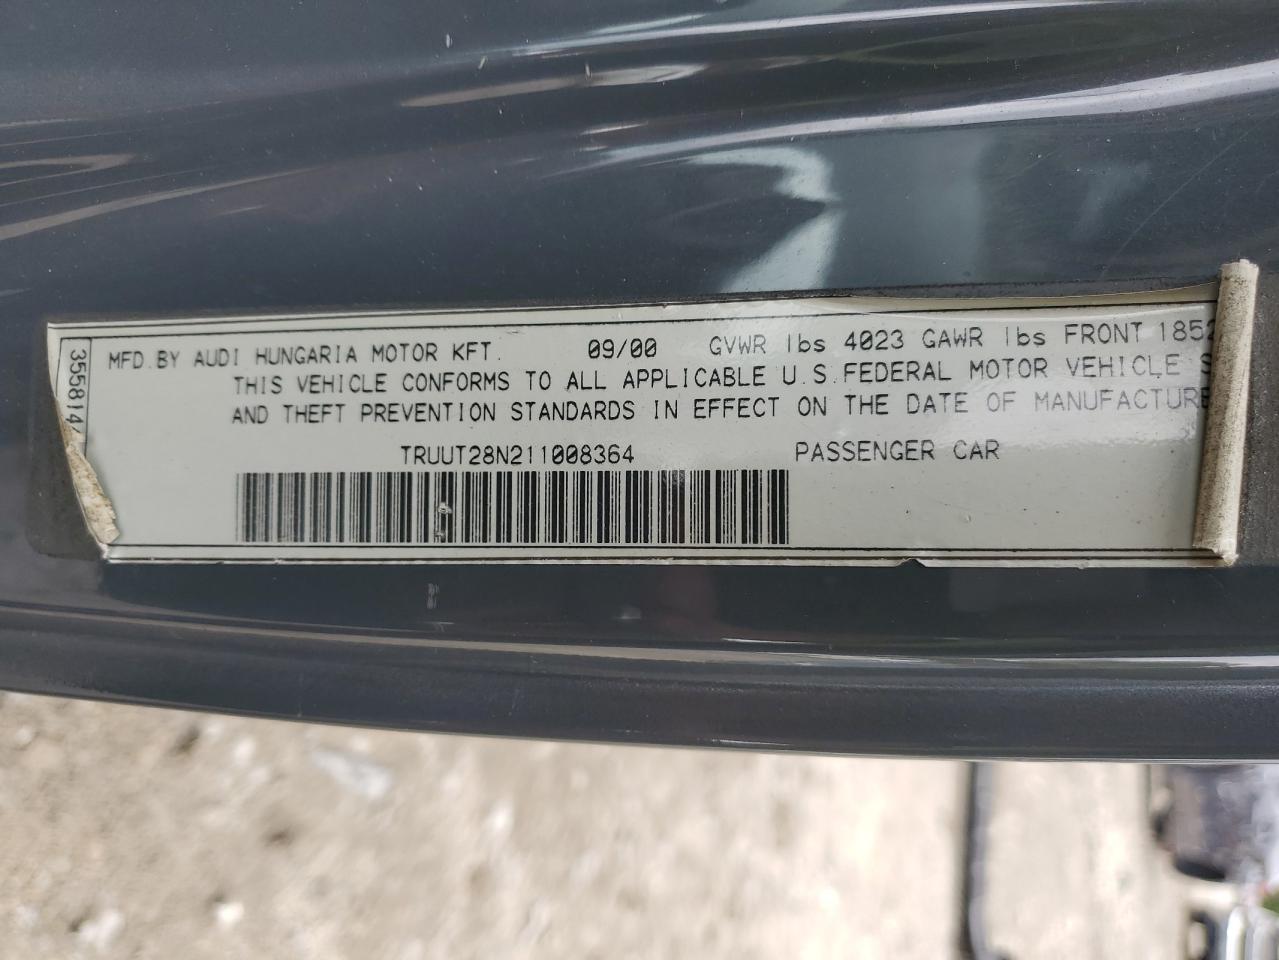 MFD. BY AUDI HUNGARIA MOTOR KFT. 09/00 GVWR lbs 4023 GAWR lbs FRONT 1852
THIS VEHICLE CONFORMS TO ALL APPLICABLE U.S. FEDERAL MOTOR VEHICLE S
AND THEFT PREVENTION STANDARDS IN EFFECT ON THE DATE OF MANUFACTURE
TRUUT28N211008364 PASSENGER CAR
355814